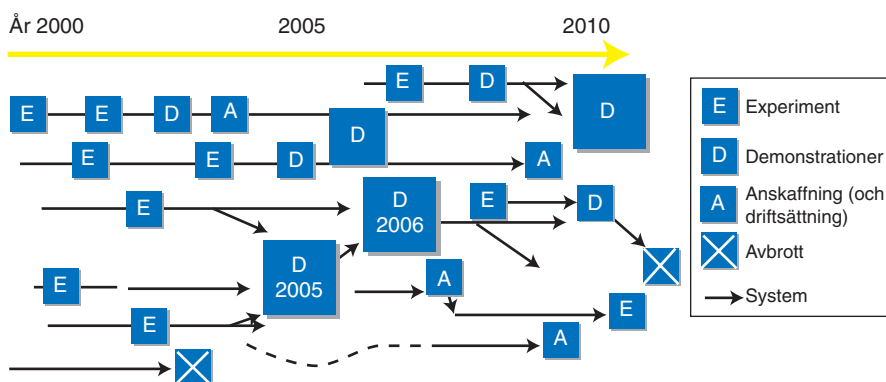 År 2000 2005 2010
E D
E E D A D D
E E D A
E D
2006 E D
D
2005 A
E E
E A
E Experiment
D Demonstrationer
A Anskaffning (och
driftsättning)
Avbrott
System